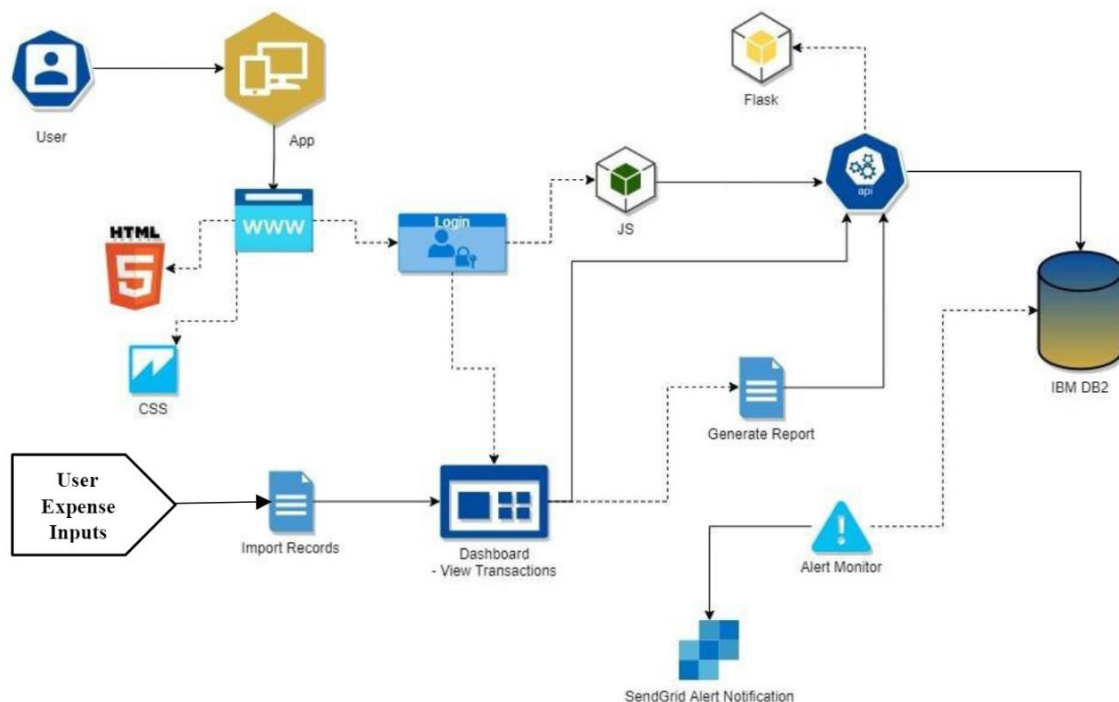 User
App
Flask
HTML
5
www
Login
JS
api
CSS
IBM DB2
Generate Report
User
Expense
Inputs
Import Records
Dashboard
- View Transactions
Alert Monitor
SendGrid Alert Notification